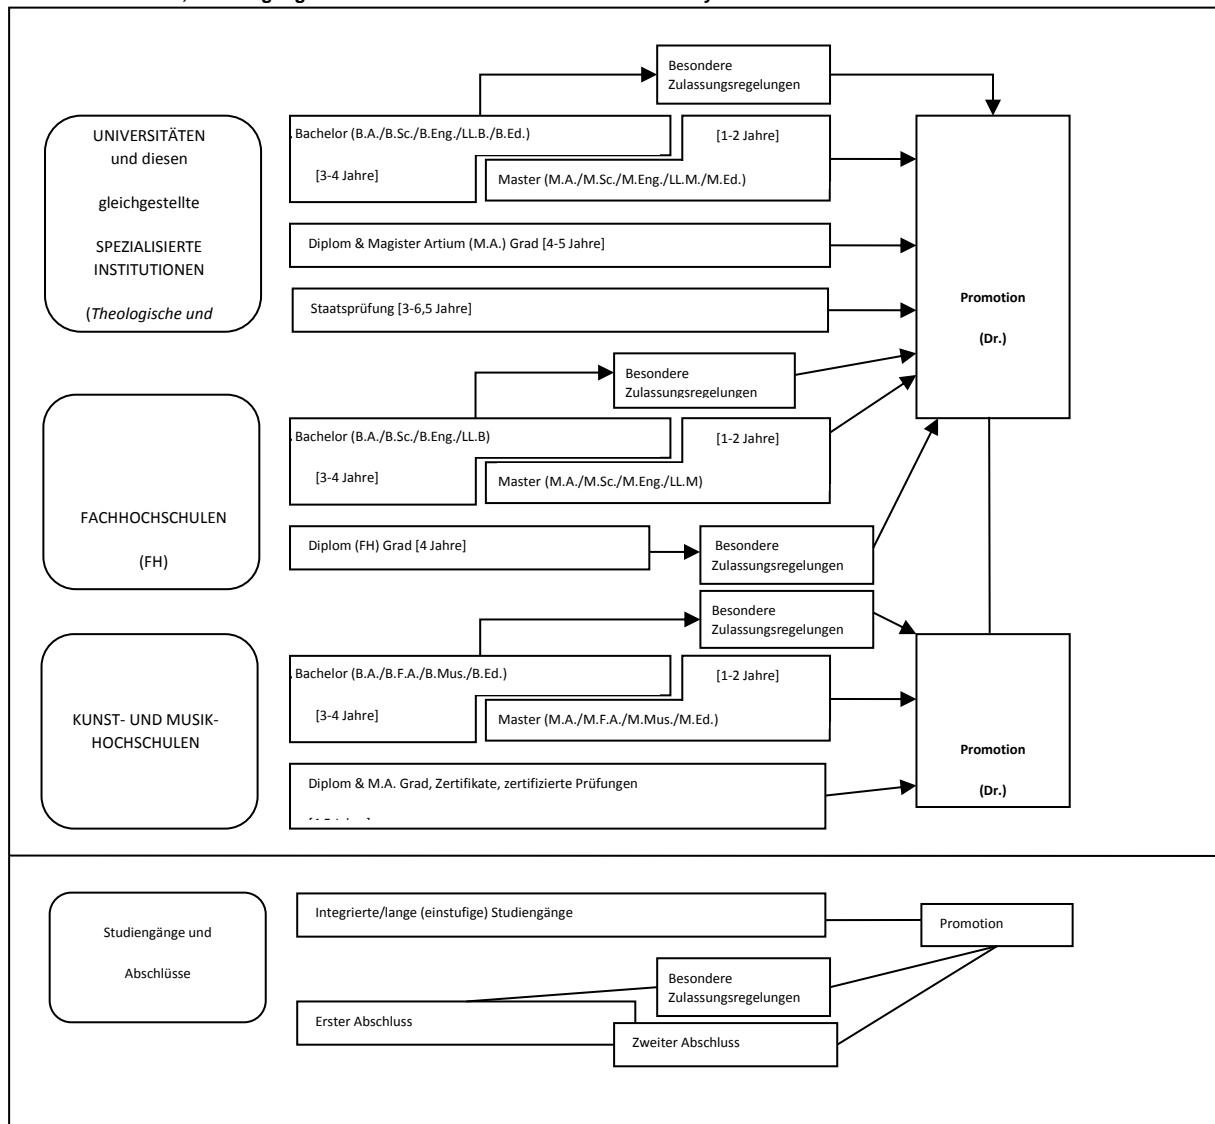 Besondere
Zulassungsregelungen
UNIVERSITÄTEN
und diesen
gleichgestellte
SPEZIALISIERTE
INSTITUTIONEN
(Theologische und
Bachelor (B.A./B.Sc./B.Eng./LL.B./B.Ed.)
[3-4 Jahre]
[1-2 Jahre]
Master (M.A./M.Sc./M.Eng./LL.M./M.Ed.)
Diplom & Magister Artium (M.A.) Grad [4-5 Jahre]
Staatsprüfung [3-6,5 Jahre]
Promotion
(Dr.)
Besondere
Zulassungsregelungen
FACHHOCHSCHULEN
(FH)
Bachelor (B.A./B.Sc./B.Eng./LL.B)
[3-4 Jahre]
[1-2 Jahre]
Master (M.A./M.Sc./M.Eng./LL.M)
Diplom (FH) Grad [4 Jahre]
Besondere
Zulassungsregelungen
Besondere
Zulassungsregelungen
KUNST- UND MUSIK-
HOCHSCHULEN
Bachelor (B.A./B.F.A./B.Mus./B.Ed.)
[3-4 Jahre]
[1-2 Jahre]
Master (M.A./M.F.A./M.Mus./M.Ed.)
Diplom & M.A. Grad, Zertifikate, zertifizierte Prüfungen
Promotion
(Dr.)
Studiengänge und
Abschlüsse
Integrierte/lange (einstufige) Studiengänge
Promotion
Besondere
Zulassungsregelungen
Erster Abschluss
Zweiter Abschluss